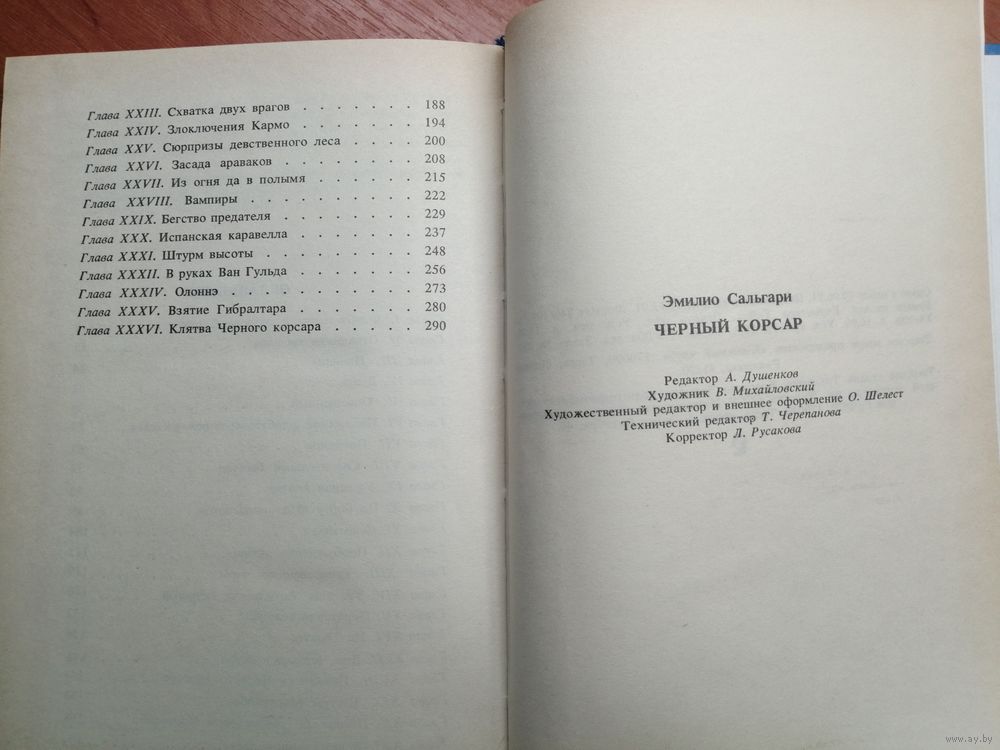 Глава XXIII. Схватка двух врагов . . . . . . . 188
Глава XXIV. Злоключения Кармо . . . . . . . 194
Глава XXV. Сюрпризы девственного леса . . . . . 200
Глава XXVI. Засада араваков . . . . . . . . 208
Глава XXVII. Из огня да в полымя . . . . . . 215
Глава XXVIII. Вампиры . . . . . . . . . . 222
Глава XXIX. Бегство предателя . . . . . . . . 229
Глава XXX. Испанская каравелла . . . . . . . 237
Глава XXXI. Штурм высоты . . . . . . . . 248
Глава XXXII. В руках Ван Гульда . . . . . . . 256
Глава XXXIV. Олоннэ . . . . . . . . . . 273
Глава XXXV. Взятие Гибралтара . . . . . . . 280
Глава XXXVI. Клятва Черного корсара . . . . . 290
Эмилио Сальгари
ЧЕРНЫЙ КОРСАР
Редактор А. Душенков
Художник В. Михайловский
Художественный редактор и внешнее оформление О. Шелест
Технический редактор Т. Черепанова
Корректор Л. Русакова
www.ay.by